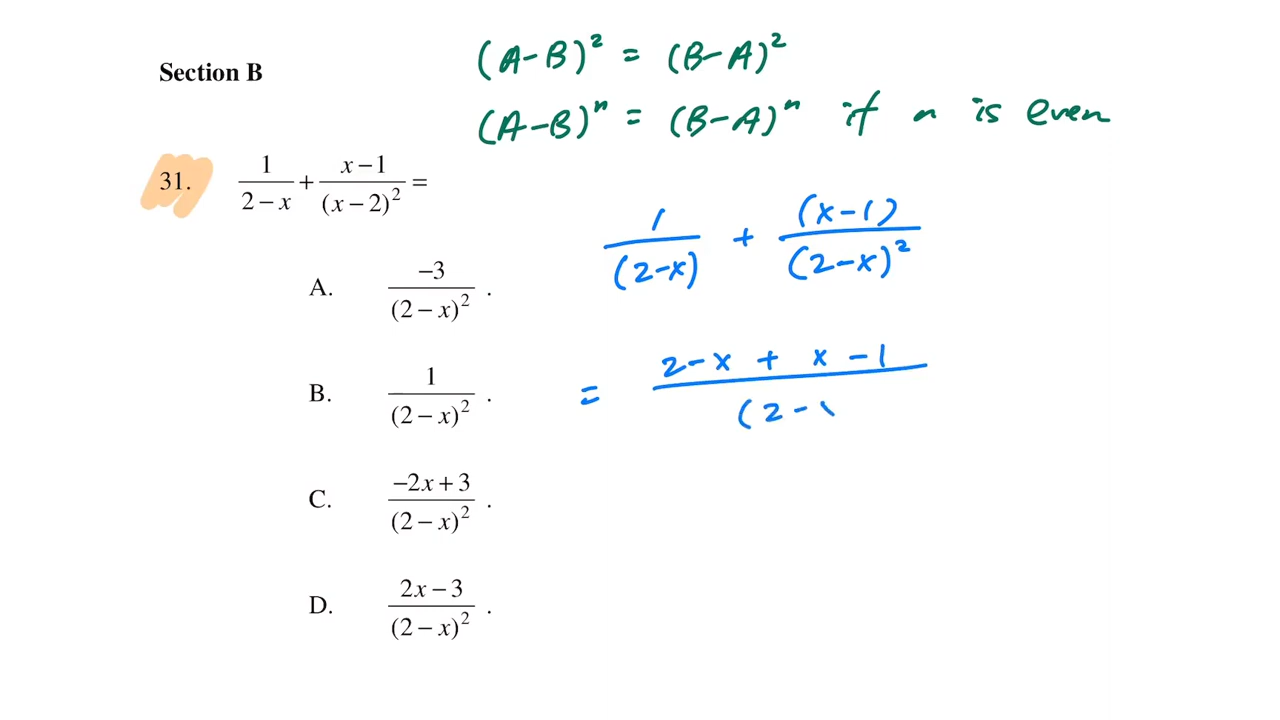 Section B
(A-B)² = (B-A)²
(A-B)ⁿ = (B-A)ⁿ if n is even
31. 1/(2 − x) + (x − 1)/(x − 2)² =
1/(2-x) + (x-1)/(2-x)²
A. −3/(2 − x)² .
= 2-x + x -1 / (2-
B. 1/(2 − x)² .
C. −2x + 3/(2 − x)² .
D. 2x − 3/(2 − x)² .